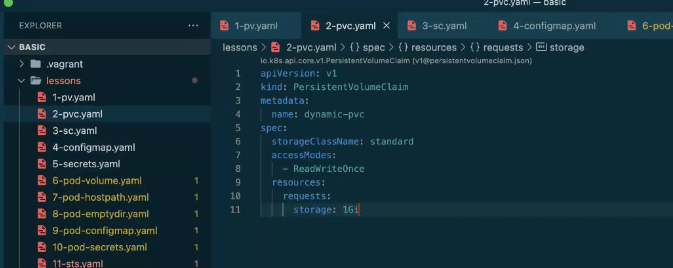 2-pvc.yaml — basic
EXPLORER
1-pv.yaml
2-pvc.yaml
3-sc.yaml
4-configmap.yaml
6-pod-
BASIC
.vagrant
lessons
1-pv.yaml
2-pvc.yaml
3-sc.yaml
4-configmap.yaml
5-secrets.yaml
6-pod-volume.yaml 1
7-pod-hostpath.yaml 1
8-pod-emptydir.yaml 1
9-pod-configmap.yaml 1
10-pod-secrets.yaml 1
11-sts.yaml 1
lessons > 2-pvc.yaml > {} spec > {} resources > {} requests > storage
io.k8s.api.core.v1.PersistentVolumeClaim (v1@persistentvolumeclaim.json)
1 apiVersion: v1
2 kind: PersistentVolumeClaim
3 metadata:
4 name: dynamic-pvc
5 spec:
6 storageClassName: standard
7 accessModes:
8 - ReadWriteOnce
9 resources:
10 requests:
11 storage: 1Gi